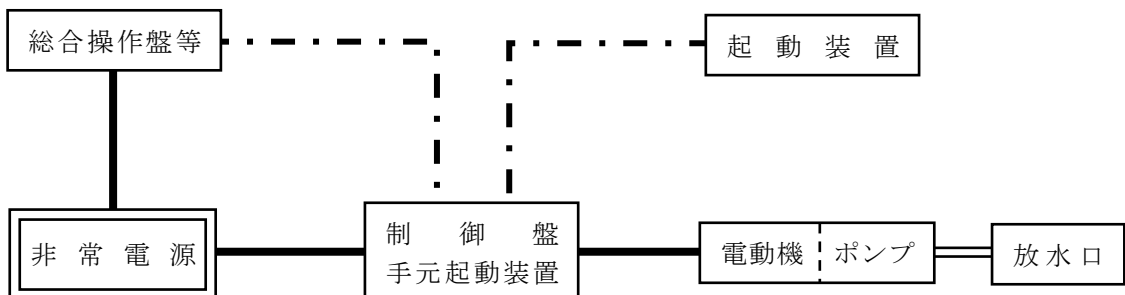 総合操作盤等
起動装置
非常電源
制御盤
手元起動装置
電動機
ポンプ
放水口